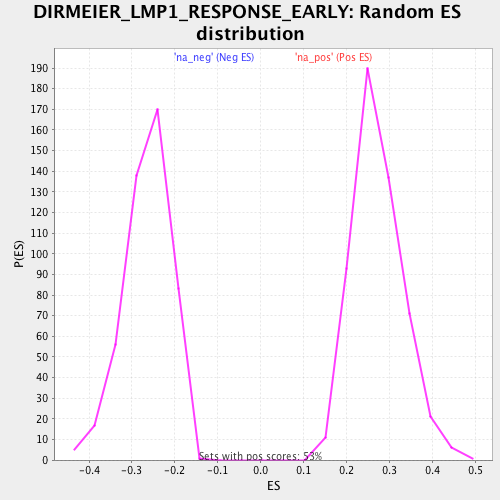 DIRMEIER_LMP1_RESPONSE_EARLY: Random ES
distribution
'na_neg' (Neg ES) 'na_pos' (Pos ES)
190
180
170
160
150
140
130
120
110
100
90
80
70
60
50
40
30
20
10
0
P(ES)
Sets with pos scores: 53%
-0.4 -0.3 -0.2 -0.1 0.0 0.1 0.2 0.3 0.4 0.5
ES